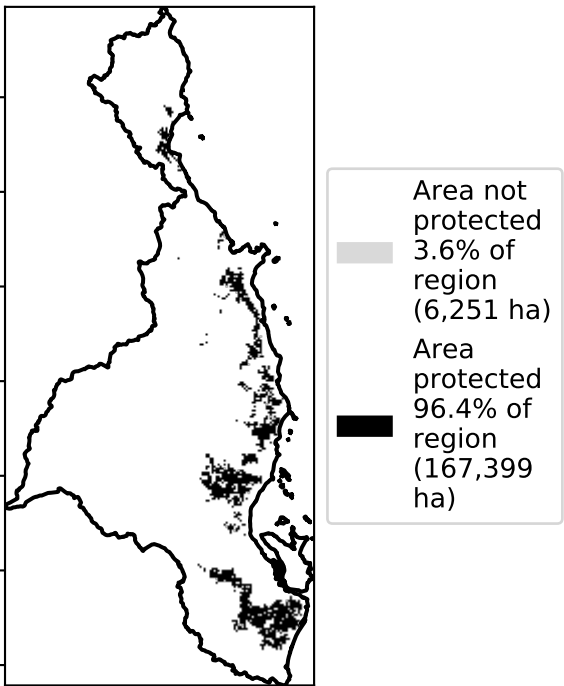 Area not
protected
3.6% of
region
(6,251 ha)
Area
protected
96.4% of
region
(167,399
ha)